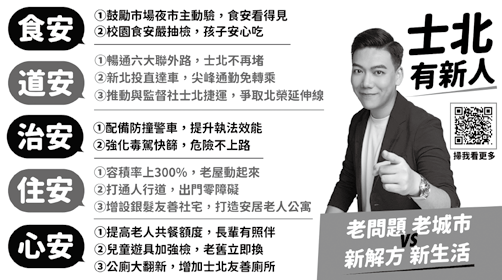 食安
①鼓勵市場夜市主動驗，食安看得見
②校園食安嚴抽檢，孩子安心吃
道安
①暢通六大聯外路，士北不再堵
②新北投直達車，尖峰通勤免轉乘
③推動與監督社士北捷運，爭取北榮延伸線
治安
①配備防撞警車，提升執法效能
②強化毒駕快篩，危險不上路
住安
①容積率上300%，老屋動起來
②打通人行道，出門零障礙
③增設銀髮友善社宅，打造安居老人公寓
心安
①提高老人共餐額度，長輩有照伴
②兒童遊具加強檢，老舊立即換
③公廁大翻新，增加士北友善廁所
士北
有新人
掃我看更多
老問題 老城市
VS
新解方 新生活